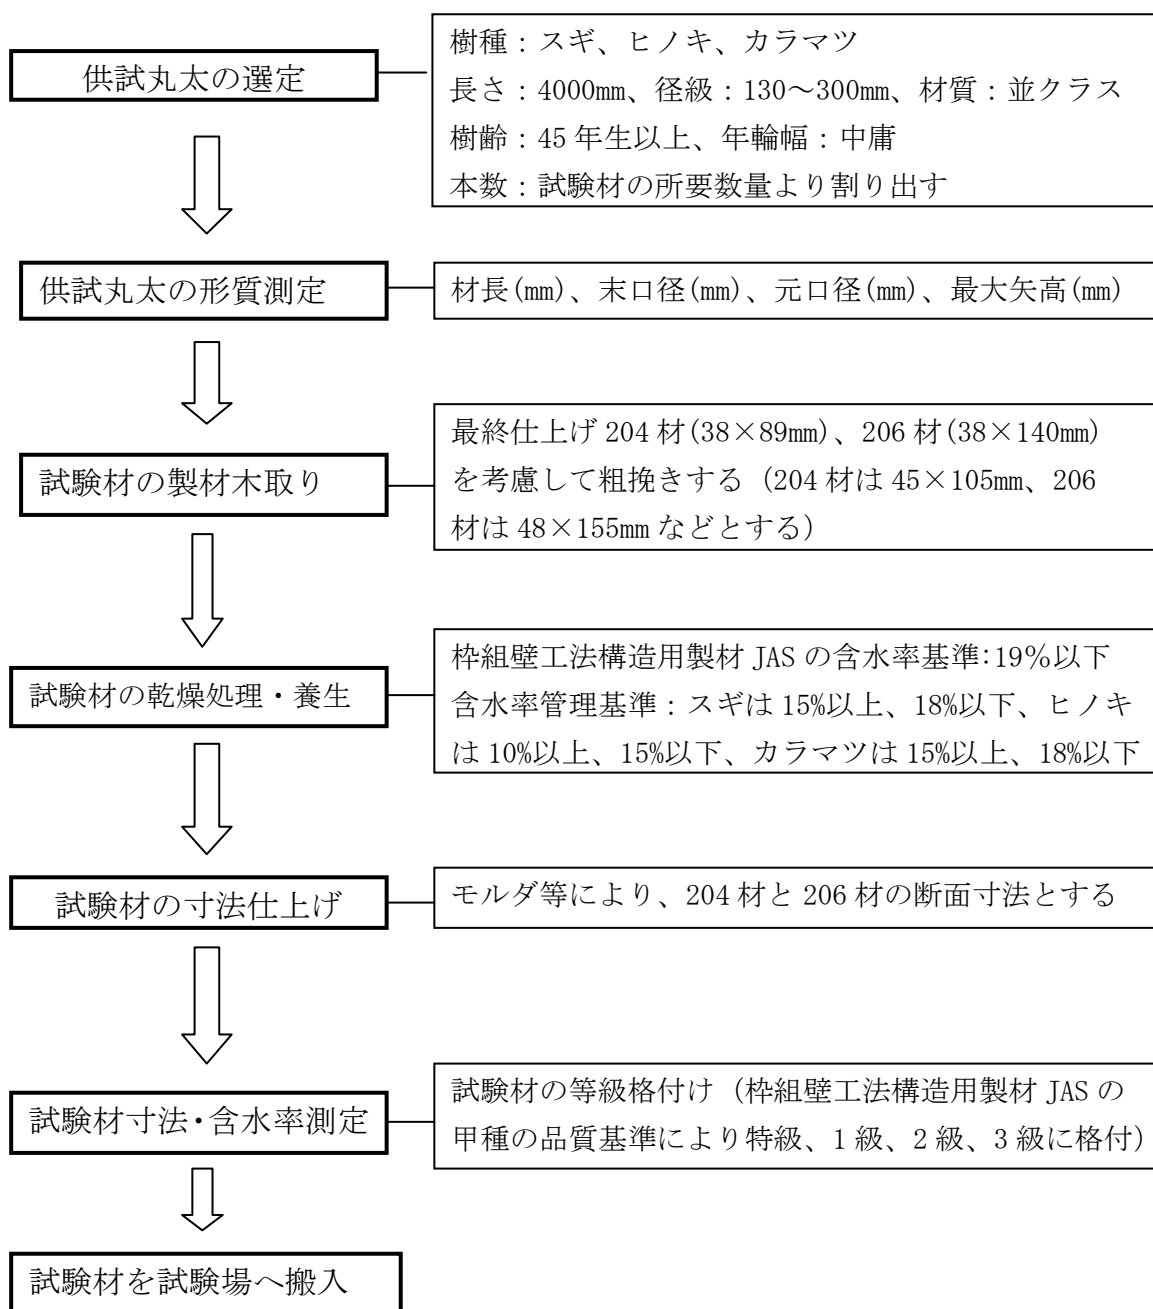 供試丸太の選定
樹種：スギ、ヒノキ、カラマツ
長さ：4000㎜、径級：130～300㎜、材質：並クラス
樹齢：45 年生以上、年輪幅：中庸
本数：試験材の所要数量より割り出す
供試丸太の形質測定
材長(㎜)、末口径(㎜)、元口径(㎜)、最大矢高(㎜)
試験材の製材木取り
最終仕上げ 204 材(38×89㎜)、206 材(38×140㎜)
を考慮して粗挽きする（204 材は 45×105㎜、206
材は 48×155㎜ などとする）
試験材の乾燥処理・養生
枠組壁工法構造用製材 JAS の含水率基準:19％以下
含水率管理基準：スギは 15%以上、18%以下、ヒノキ
は 10%以上、15%以下、カラマツは 15%以上、18%以下
試験材の寸法仕上げ
モルダ等により、204 材と 206 材の断面寸法とする
試験材寸法・含水率測定
試験材の等級格付け（枠組壁工法構造用製材 JAS の
甲種の品質基準により特級、1 級、2 級、3 級に格付）
試験材を試験場へ搬入